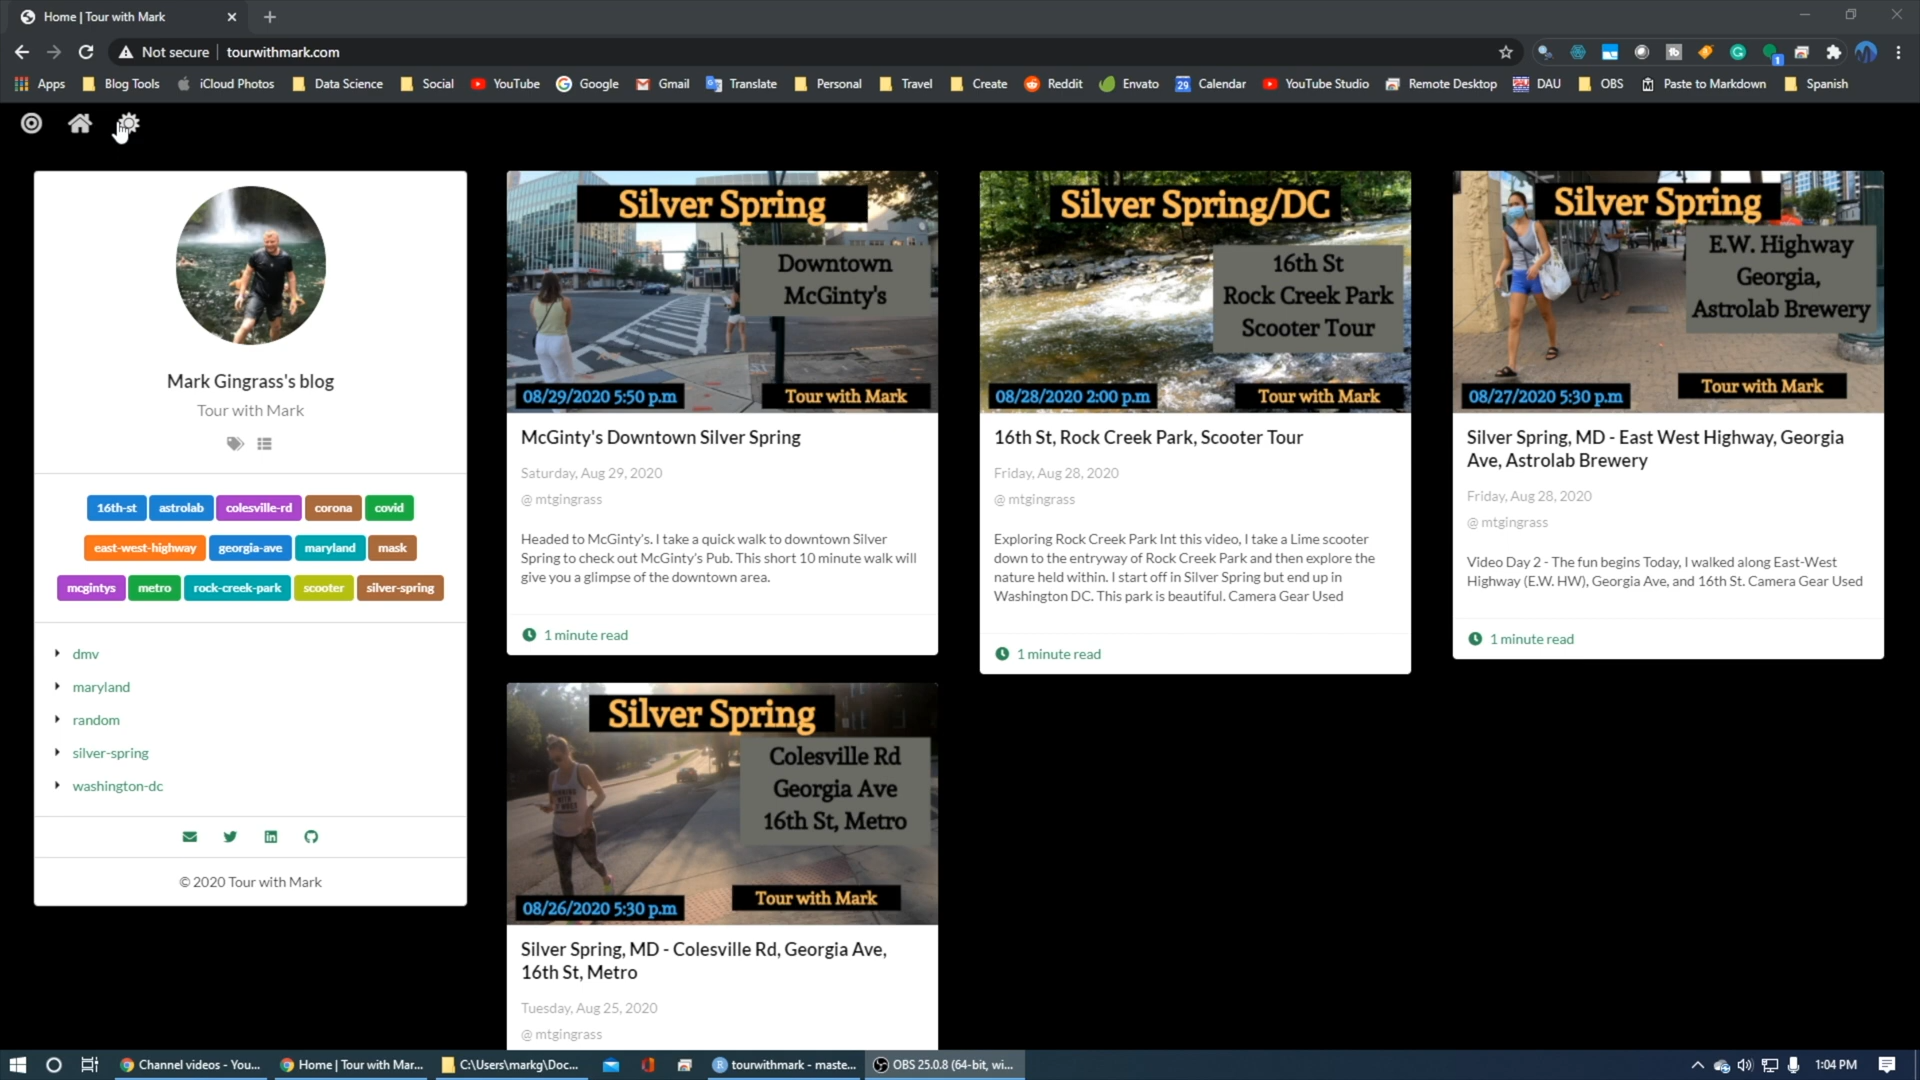 Home | Tour with Mark
Not secure | tourwithmark.com
1
Apps Blog Tools iCloud Photos Data Science Social YouTube Google Gmail Translate Personal Travel Create Reddit Envato 29 Calendar YouTube Studio Remote Desktop DAU OBS Paste to Markdown Spanish
Mark Gingrass's blog
Tour with Mark
16th-st astrolab colesville-rd corona covid
east-west-highway georgia-ave maryland mask
mcgintys metro rock-creek-park scooter silver-spring
dmv
maryland
random
silver-spring
washington-dc
© 2020 Tour with Mark
Silver Spring
Downtown
McGinty's
08/29/2020 5:50 p.m
Tour with Mark
McGinty's Downtown Silver Spring
Saturday, Aug 29, 2020
@ mtgingrass
Headed to McGinty's. I take a quick walk to downtown Silver
Spring to check out McGinty's Pub. This short 10 minute walk will
give you a glimpse of the downtown area.
1 minute read
Silver Spring/DC
16th St
Rock Creek Park
Scooter Tour
08/28/2020 2:00 p.m
Tour with Mark
16th St, Rock Creek Park, Scooter Tour
Friday, Aug 28, 2020
@ mtgingrass
Exploring Rock Creek Park Int this video, I take a Lime scooter
down to the entryway of Rock Creek Park and then explore the
nature held within. I start off in Silver Spring but end up in
Washington DC. This park is beautiful. Camera Gear Used
1 minute read
Silver Spring
E.W. Highway
Georgia,
Astrolab Brewery
08/27/2020 5:30 p.m
Tour with Mark
Silver Spring, MD - East West Highway, Georgia
Ave, Astrolab Brewery
Friday, Aug 28, 2020
@ mtgingrass
Video Day 2 - The fun begins Today, I walked along East-West
Highway (E.W. HW), Georgia Ave, and 16th St. Camera Gear Used
1 minute read
Silver Spring
Colesville Rd
Georgia Ave
16th St, Metro
08/26/2020 5:30 p.m
Tour with Mark
Silver Spring, MD - Colesville Rd, Georgia Ave,
16th St, Metro
Tuesday, Aug 25, 2020
@ mtgingrass
Channel videos - You... Home | Tour with Mar... C:\Users\markg\Doc... tourwithmark - maste... OBS 25.0.8 (64-bit, wi... 1:04 PM